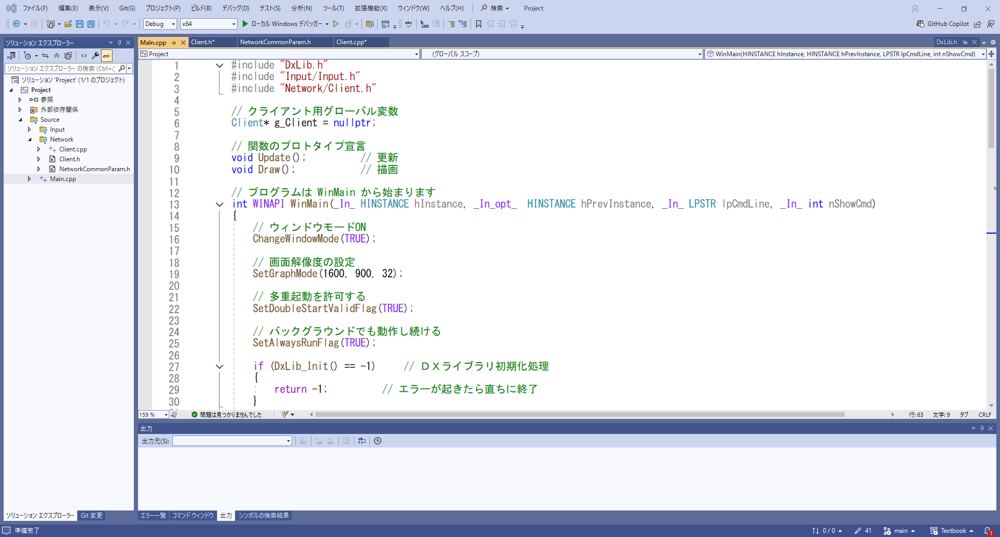 ファイル(F) 編集(E) 表示(V) Git(G) プロジェクト(P) ビルド(B) デバッグ(D) テスト(S) 分析(N) ツール(T) 拡張機能(X) ウィンドウ(W) ヘルプ(H) 検索 Project
Debug x64 ローカル Windows デバッガー GitHub Copilot
ソリューション エクスプローラー
ソリューション エクスプローラー の検索 (Ctrl+;)
ソリューション 'Project' (1/1 のプロジェクト)
Project
参照
外部依存関係
Source
Input
Network
Client.cpp
Client.h
NetworkCommonParam.h
Main.cpp
ソリューション エクスプローラー Git 変更
Main.cpp Client.h* NetworkCommonParam.h Client.cpp* DxLib.h
Project (グローバル スコープ) WinMain(HINSTANCE hInstance, HINSTANCE hPrevInstance, LPSTR lpCmdLine, int nShowCmd)
1 #include "DxLib.h"
2 #include "Input/Input.h"
3 #include "Network/Client.h"
4
5 // クライアント用グローバル変数
6 Client* g_Client = nullptr;
7
8 // 関数のプロトタイプ宣言
9 void Update(); // 更新
10 void Draw(); // 描画
11
12 // プログラムは WinMain から始まります
13 int WINAPI WinMain(_In_ HINSTANCE hInstance, _In_opt_ HINSTANCE hPrevInstance, _In_ LPSTR lpCmdLine, _In_ int nShowCmd)
14 {
15 // ウィンドウモードON
16 ChangeWindowMode(TRUE);
17
18 // 画面解像度の設定
19 SetGraphMode(1600, 900, 32);
20
21 // 多重起動を許可する
22 SetDoubleStartValidFlag(TRUE);
23
24 // バックグラウンドでも動作し続ける
25 SetAlwaysRunFlag(TRUE);
26
27 if (DxLib_Init() == -1) // ＤＸライブラリ初期化処理
28 {
29 return -1; // エラーが起きたら直ちに終了
30 }
159 % 問題は見つかりませんでした 行: 63 文字: 9 タブ CRLF
出力
出力元(S):
エラー一覧 コマンド ウィンドウ 出力 シンボルの検索結果
準備完了 0 / 0 41 main Textbook 1